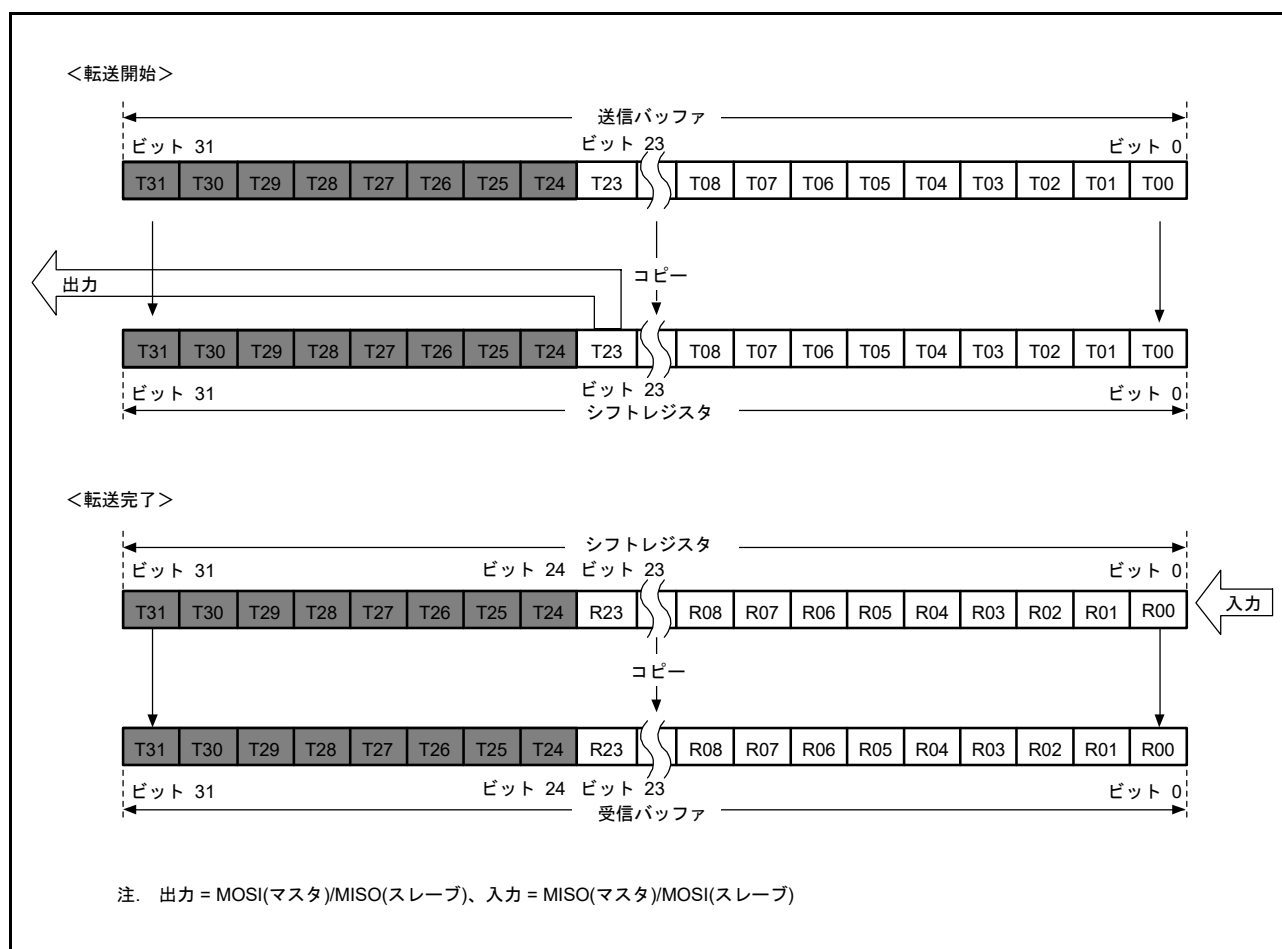 <転送開始>
送信バッファ
ビット 31 ビット 23 ビット 0
T31 T30 T29 T28 T27 T26 T25 T24 T23 T08 T07 T06 T05 T04 T03 T02 T01 T00
出力
コピー
T31 T30 T29 T28 T27 T26 T25 T24 T23 T08 T07 T06 T05 T04 T03 T02 T01 T00
ビット 31 ビット 23 ビット 0
シフトレジスタ
<転送完了>
シフトレジスタ
ビット 31 ビット 24 ビット 23 ビット 0
T31 T30 T29 T28 T27 T26 T25 T24 R23 R08 R07 R06 R05 R04 R03 R02 R01 R00
入力
コピー
T31 T30 T29 T28 T27 T26 T25 T24 R23 R08 R07 R06 R05 R04 R03 R02 R01 R00
ビット 31 ビット 24 ビット 23 ビット 0
受信バッファ
注. 出力 = MOSI(マスタ)/MISO(スレーブ)、入力 = MISO(マスタ)/MOSI(スレーブ)